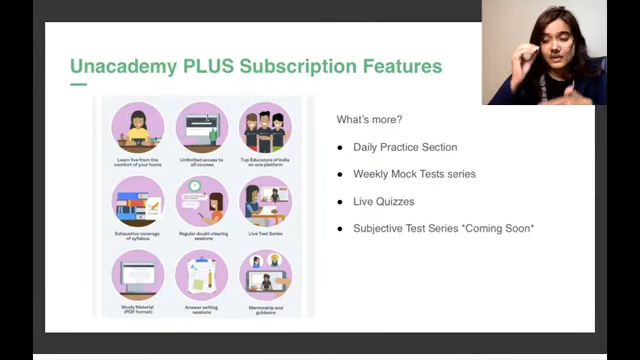 Unacademy PLUS Subscription Features
Learn live from the
comfort of your home
Unlimited access to
all courses
Top Educators of India
on one platform
Exhaustive coverage
of syllabus
Regular doubt-clearing
sessions
Live Test Series
Study Material
(PDF format)
Answer writing
sessions
Mentorship and
guidance
What's more?
● Daily Practice Section
● Weekly Mock Tests series
● Live Quizzes
● Subjective Test Series *Coming Soon*